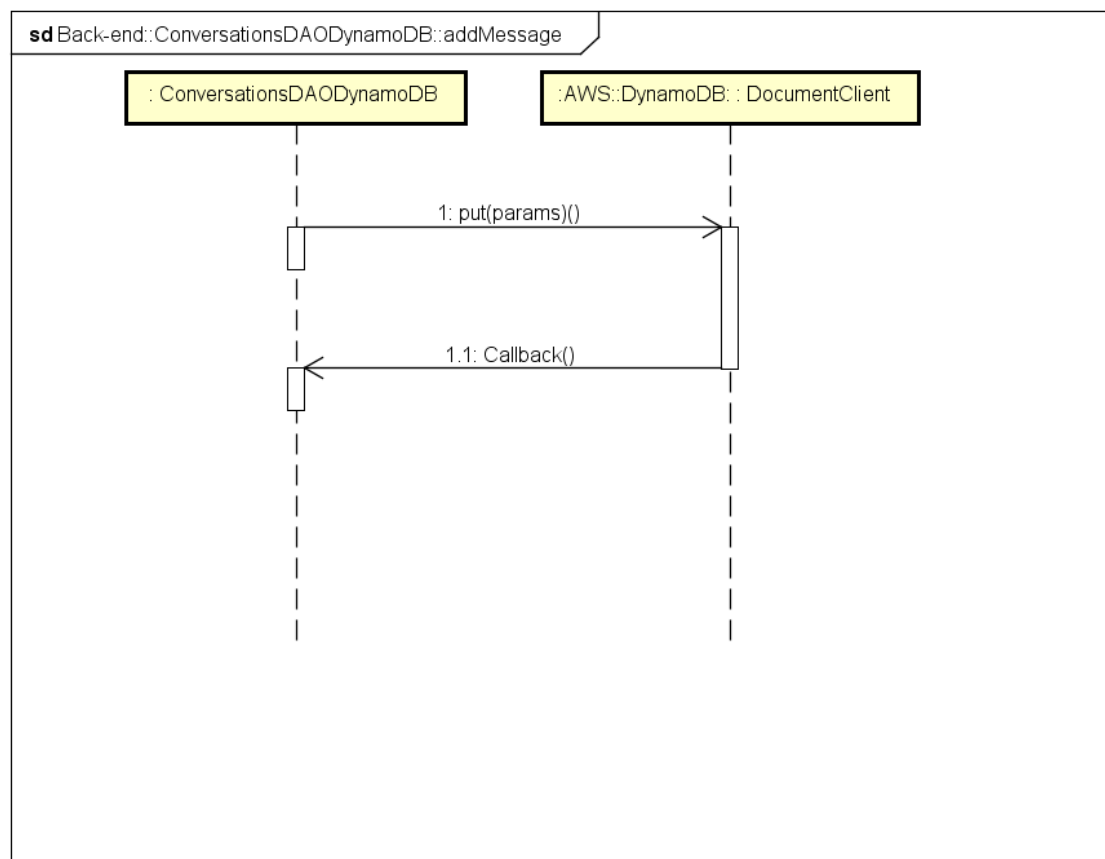 sd Back-end::ConversationsDAODynamoDB::addMessage
: ConversationsDAODynamoDB
:AWS::DynamoDB: : DocumentClient
1: put(params)()
1.1: Callback()